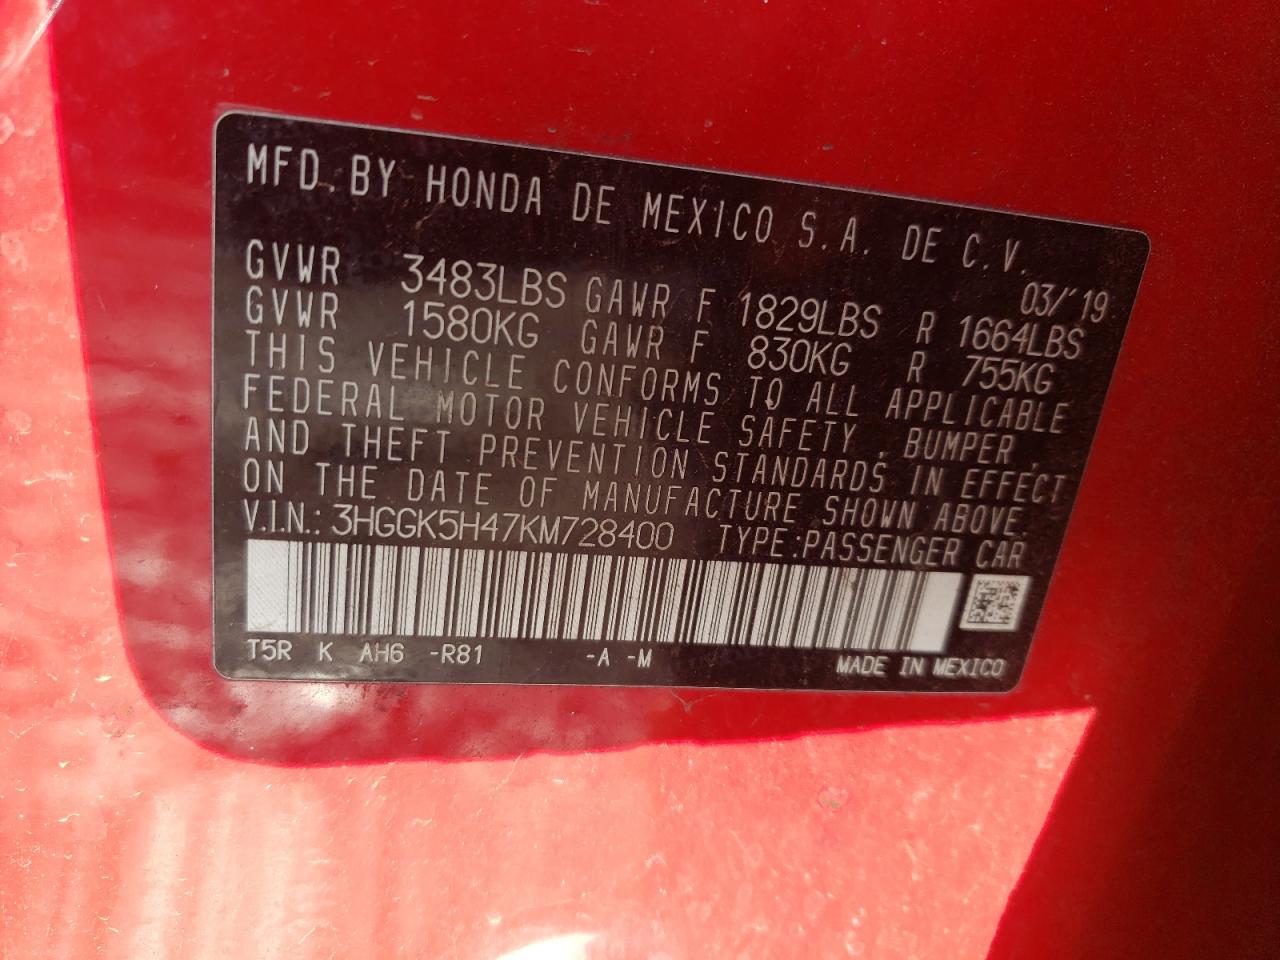 MFD. BY HONDA DE MEXICO S.A. DE C.V.
03/'19
GVWR 3483LBS GAWR F 1829LBS R 1664LBS
GVWR 1580KG GAWR F 830KG R 755KG
THIS VEHICLE CONFORMS TO ALL APPLICABLE
FEDERAL MOTOR VEHICLE SAFETY, BUMPER,
AND THEFT PREVENTION STANDARDS IN EFFECT
ON THE DATE OF MANUFACTURE SHOWN ABOVE.
V.I.N.: 3HGGK5H47KM728400 TYPE:PASSENGER CAR
T5R K AH6 -R81 -A -M MADE IN MEXICO